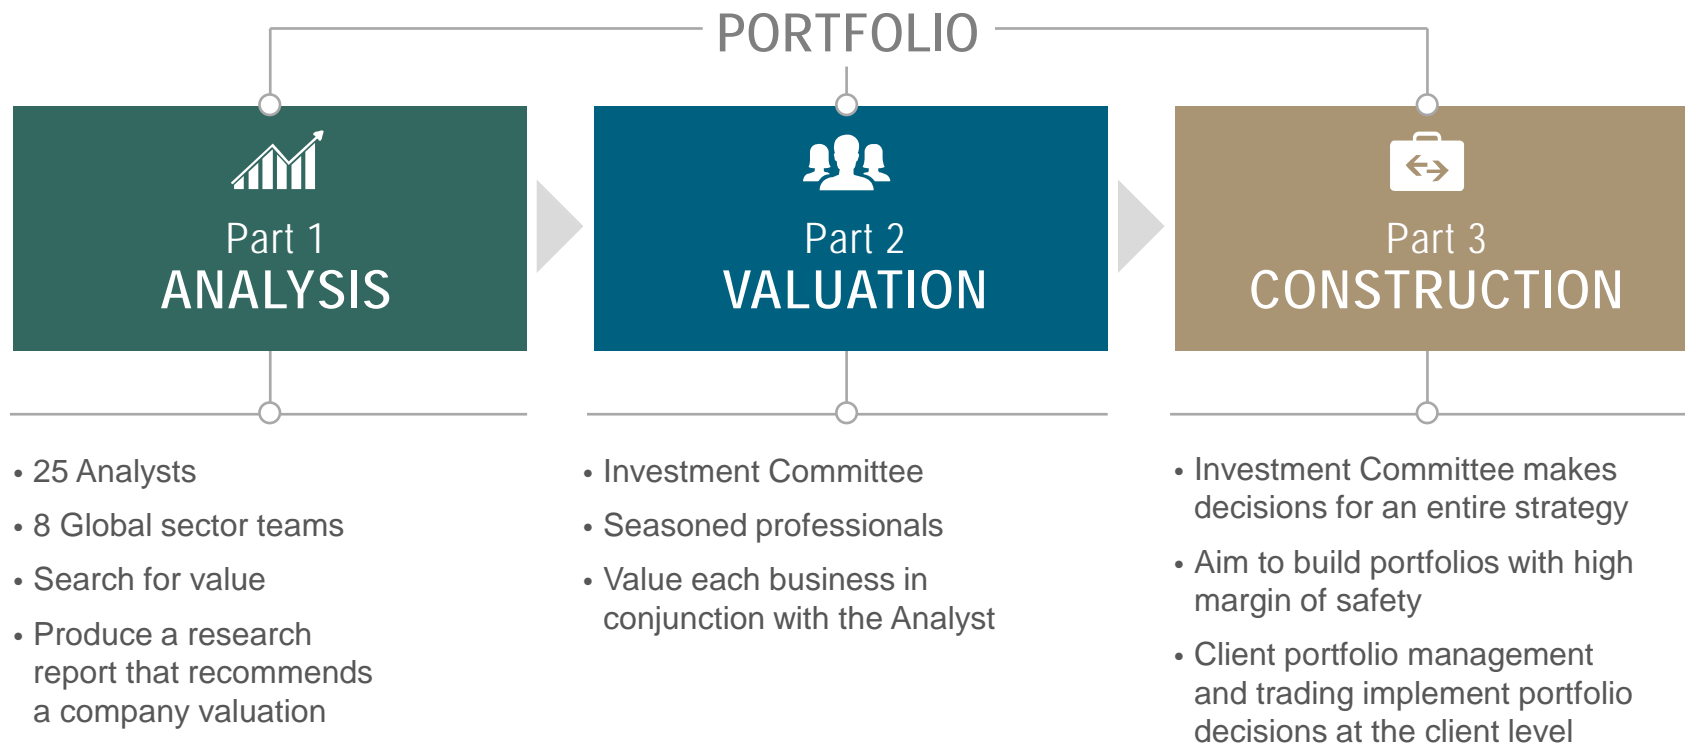 PORTFOLIO
Part 1
ANALYSIS
• 25 Analysts
• 8 Global sector teams
• Search for value
• Produce a research
report that recommends
a company valuation
Part 2
VALUATION
• Investment Committee
• Seasoned professionals
• Value each business in
conjunction with the Analyst
Part 3
CONSTRUCTION
• Investment Committee makes
decisions for an entire strategy
• Aim to build portfolios with high
margin of safety
• Client portfolio management
and trading implement portfolio
decisions at the client level